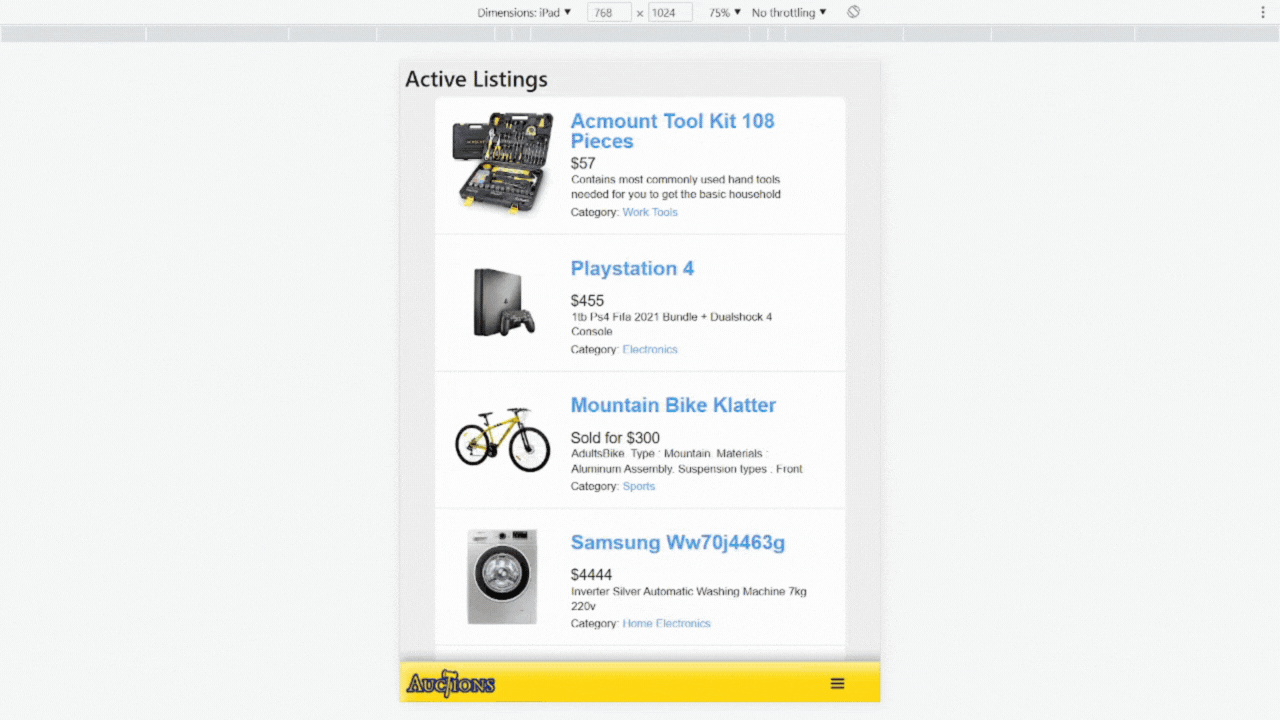 Dimensions: iPad ▼ 768 × 1024 75% ▼ No throttling ▼
Active Listings
Acmount Tool Kit 108
Pieces
$57
Contains most commonly used hand tools
needed for you to get the basic household
Category: Work Tools
Playstation 4
$455
1tb Ps4 Fifa 2021 Bundle + Dualshock 4
Console
Category: Electronics
Mountain Bike Klatter
Sold for $300
AdultsBike. Type : Mountain. Materials :
Aluminum Assembly. Suspension types : Front
Category: Sports
Samsung Ww70j4463g
$4444
Inverter Silver Automatic Washing Machine 7kg
220v
Category: Home Electronics
AUCTIONS